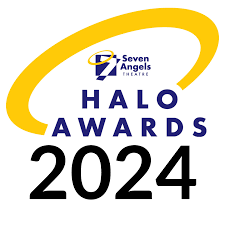 Seven
Angels
THEATRE
HALO
AWARDS
2024